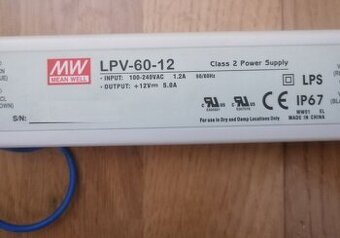 MW
MEAN WELL
LPV-60-12
Class 2 Power Supply
INPUT: 100-240VAC 1.2A 50/60Hz
OUTPUT: +12V 5.0A
LPS
IP67
For use in Dry and Damp Locations Only
MADE IN CHINA
S/N: